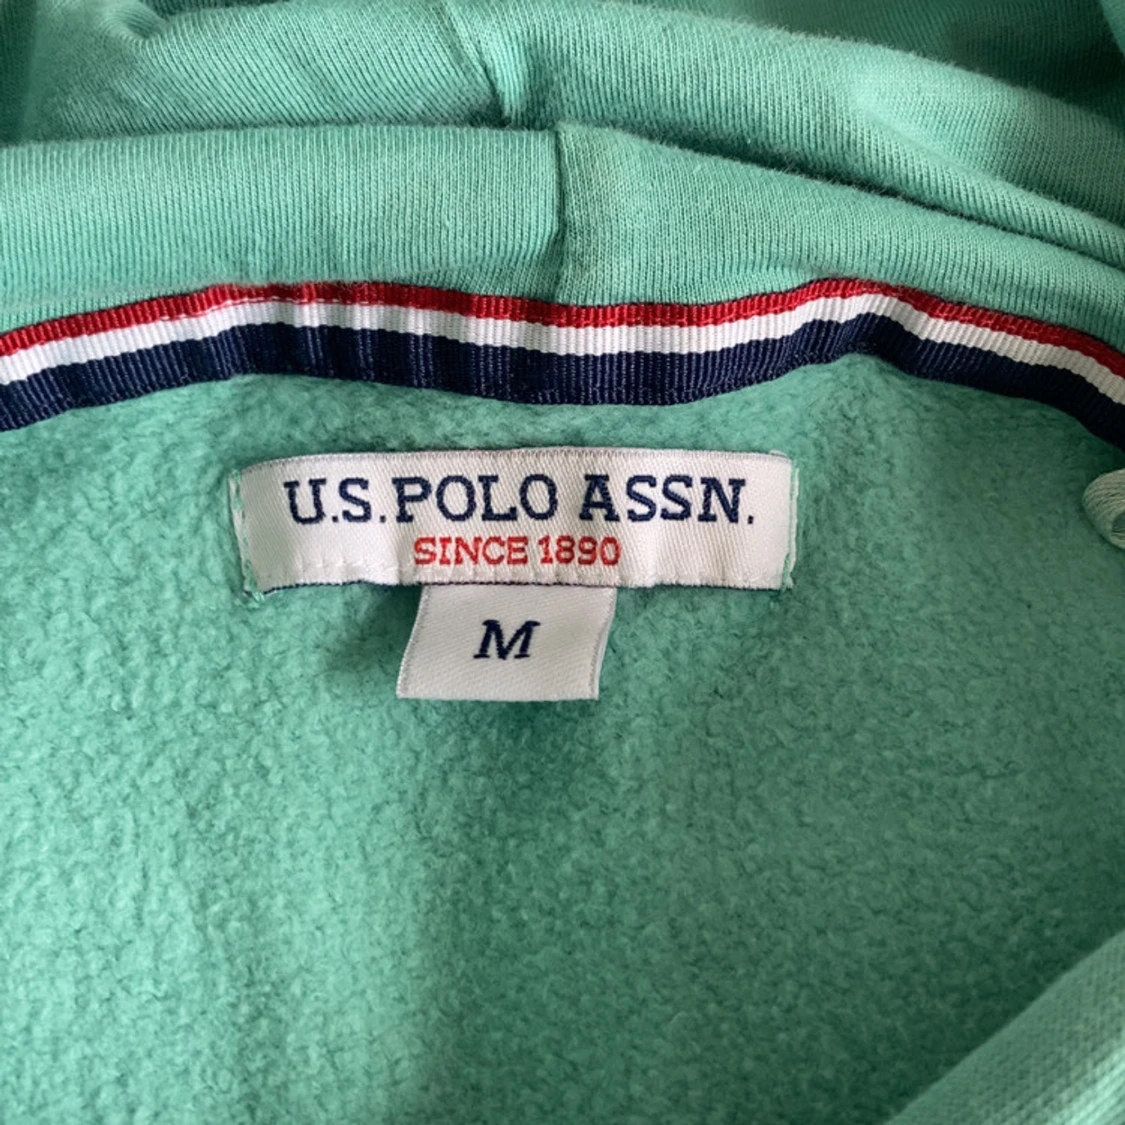 U.S. POLO ASSN.
SINCE 1890
M